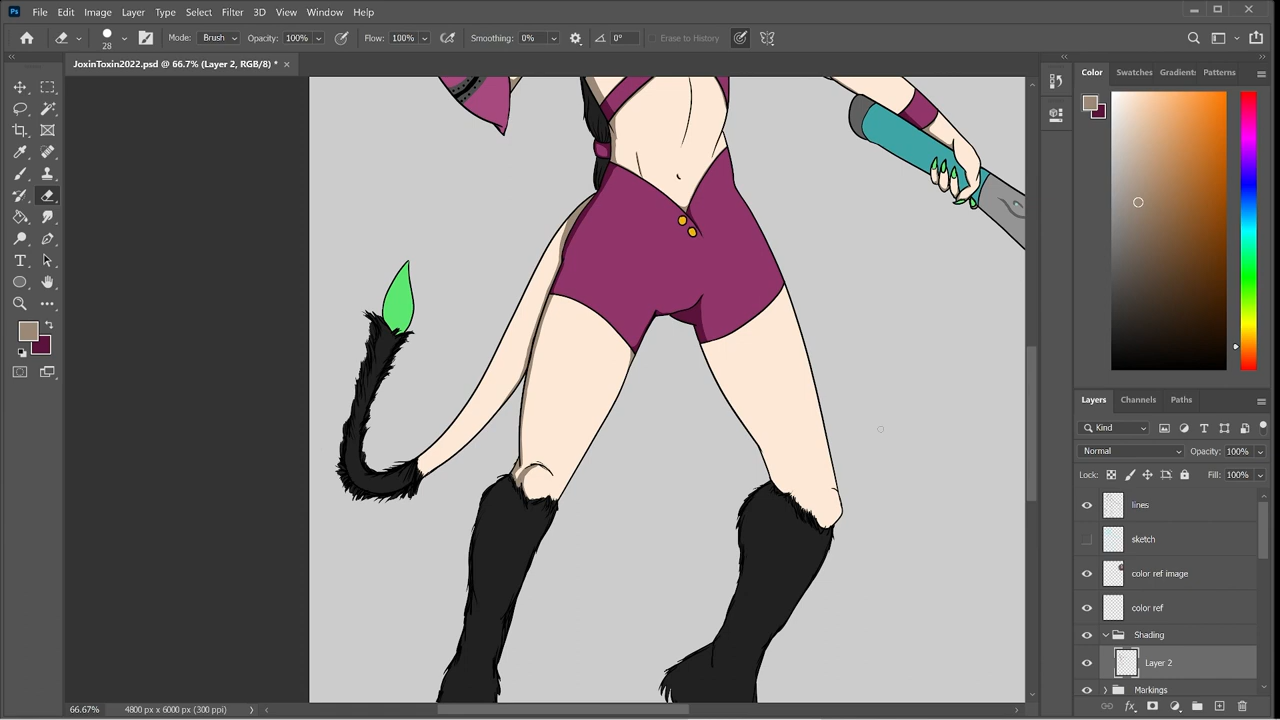 Ps File Edit Image Layer Type Select Filter 3D View Window Help
28 Mode: Brush Opacity: 100% Flow: 100% Smoothing: 0% 0° Erase to History
JoxinToxin2022.psd @ 66.7% (Layer 2, RGB/8) * ×
Color Swatches Gradient: Patterns
Layers Channels Paths
Kind
Normal Opacity: 100%
Lock: Fill: 100%
lines
sketch
color ref image
color ref
Shading
Layer 2
Markings
66.67% 4800 px x 6000 px (300 ppi)